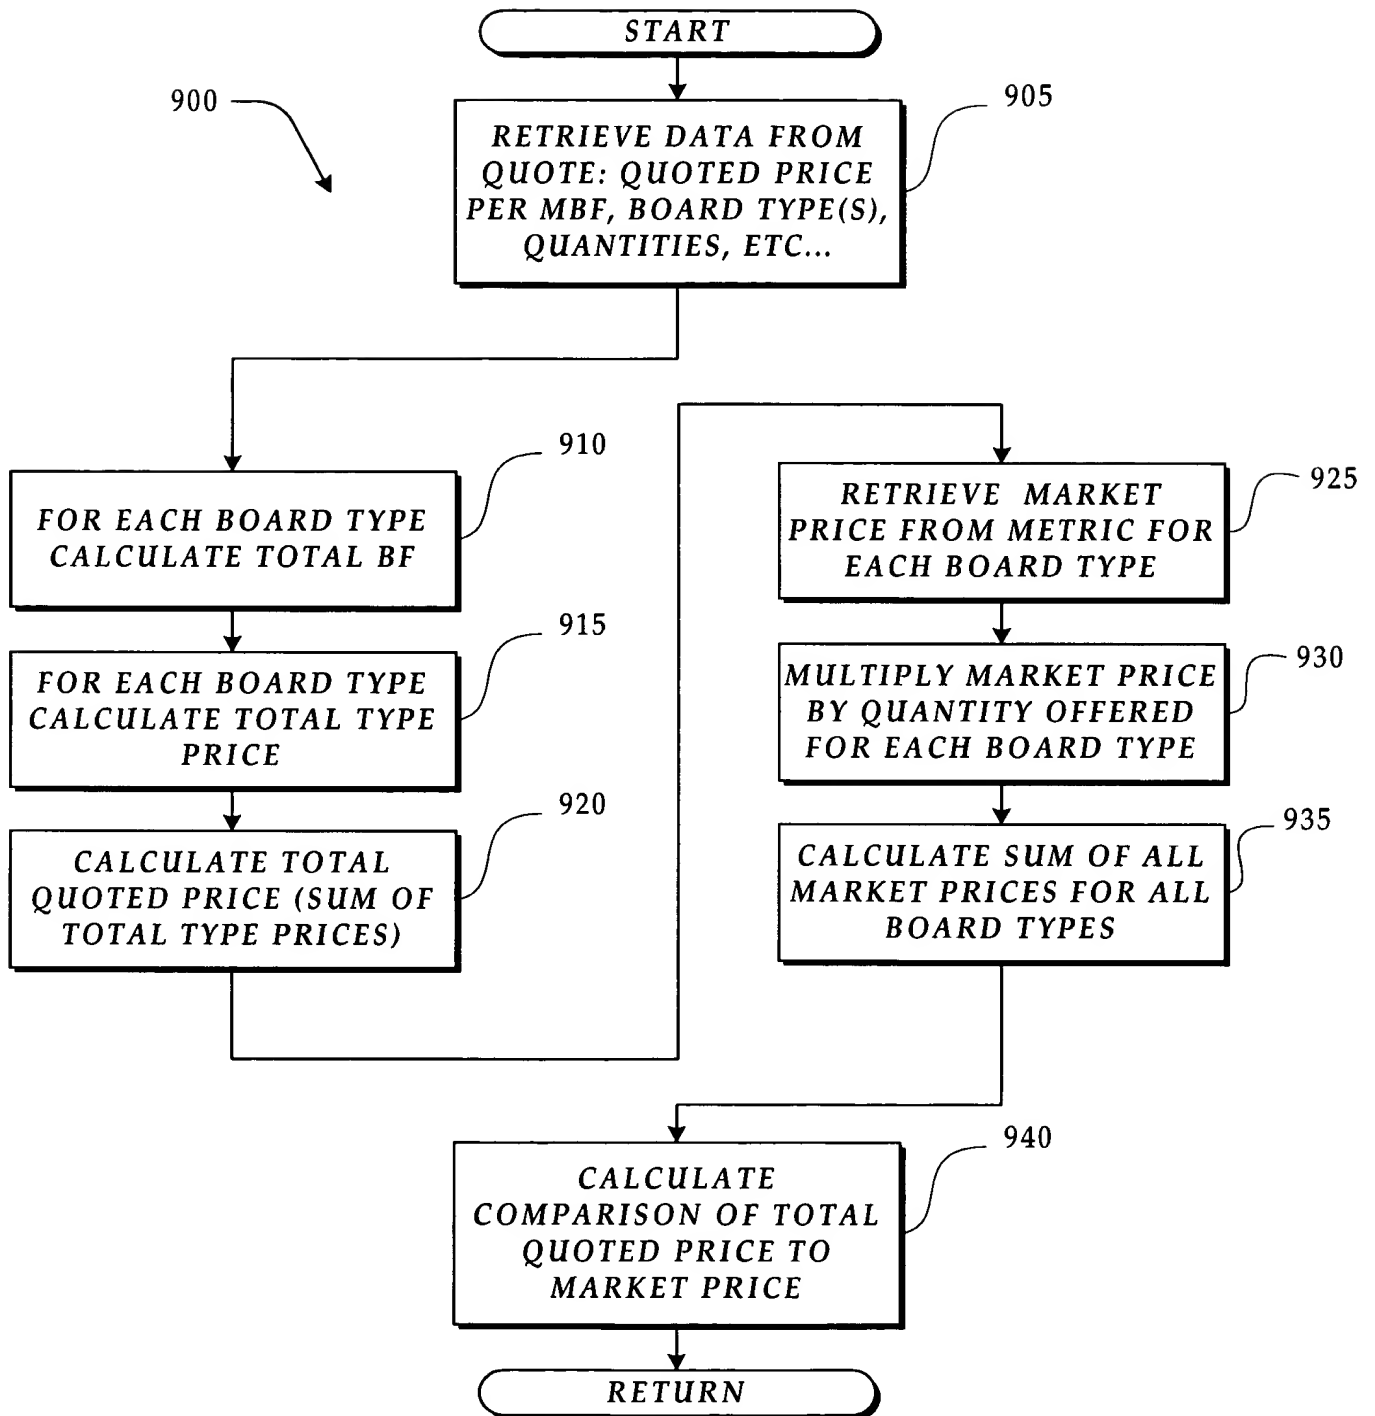 START
900
905
RETRIEVE DATA FROM
QUOTE: QUOTED PRICE
PER MBF, BOARD TYPE(S),
QUANTITIES, ETC...
910
FOR EACH BOARD TYPE
CALCULATE TOTAL BF
915
FOR EACH BOARD TYPE
CALCULATE TOTAL TYPE
PRICE
920
CALCULATE TOTAL
QUOTED PRICE (SUM OF
TOTAL TYPE PRICES)
925
RETRIEVE MARKET
PRICE FROM METRIC FOR
EACH BOARD TYPE
930
MULTIPLY MARKET PRICE
BY QUANTITY OFFERED
FOR EACH BOARD TYPE
935
CALCULATE SUM OF ALL
MARKET PRICES FOR ALL
BOARD TYPES
940
CALCULATE
COMPARISON OF TOTAL
QUOTED PRICE TO
MARKET PRICE
RETURN